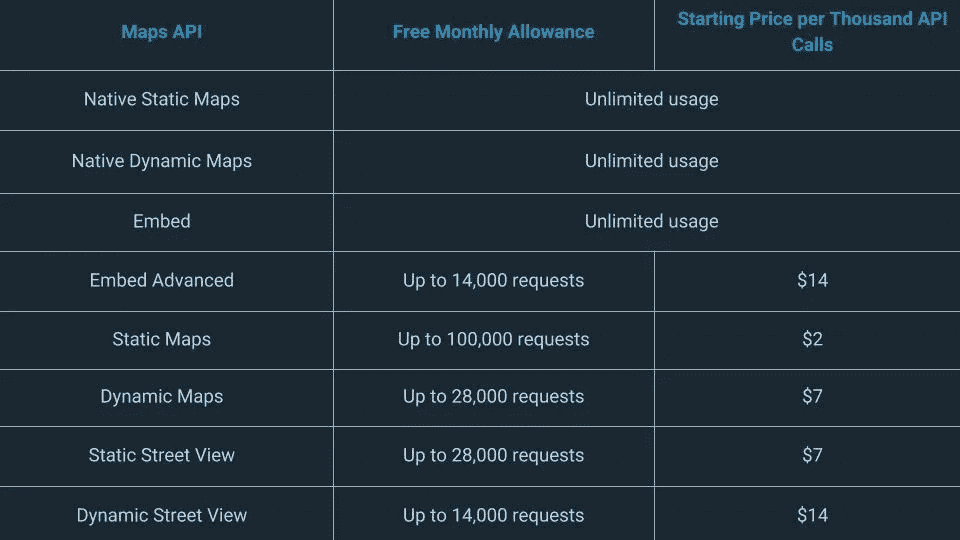 Maps API
Free Monthly Allowance
Starting Price per Thousand API
Calls
Native Static Maps
Unlimited usage
Native Dynamic Maps
Unlimited usage
Embed
Unlimited usage
Embed Advanced
Up to 14,000 requests
$14
Static Maps
Up to 100,000 requests
$2
Dynamic Maps
Up to 28,000 requests
$7
Static Street View
Up to 28,000 requests
$7
Dynamic Street View
Up to 14,000 requests
$14